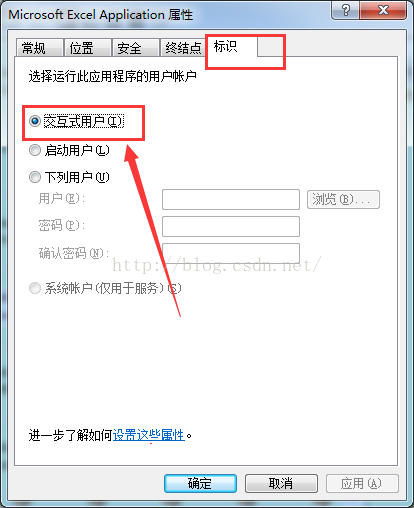 Microsoft Excel Application 属性
常规 位置 安全 终结点 标识
选择运行此应用程序的用户帐户
交互式用户(I)
启动用户(L)
下列用户(U)
用户(E): 浏览(B)...
密码(P):
确认密码(N):
http://blog.csdn.net/
系统帐户(仅用于服务)(S)
进一步了解如何设置这些属性。
确定 取消 应用(A)